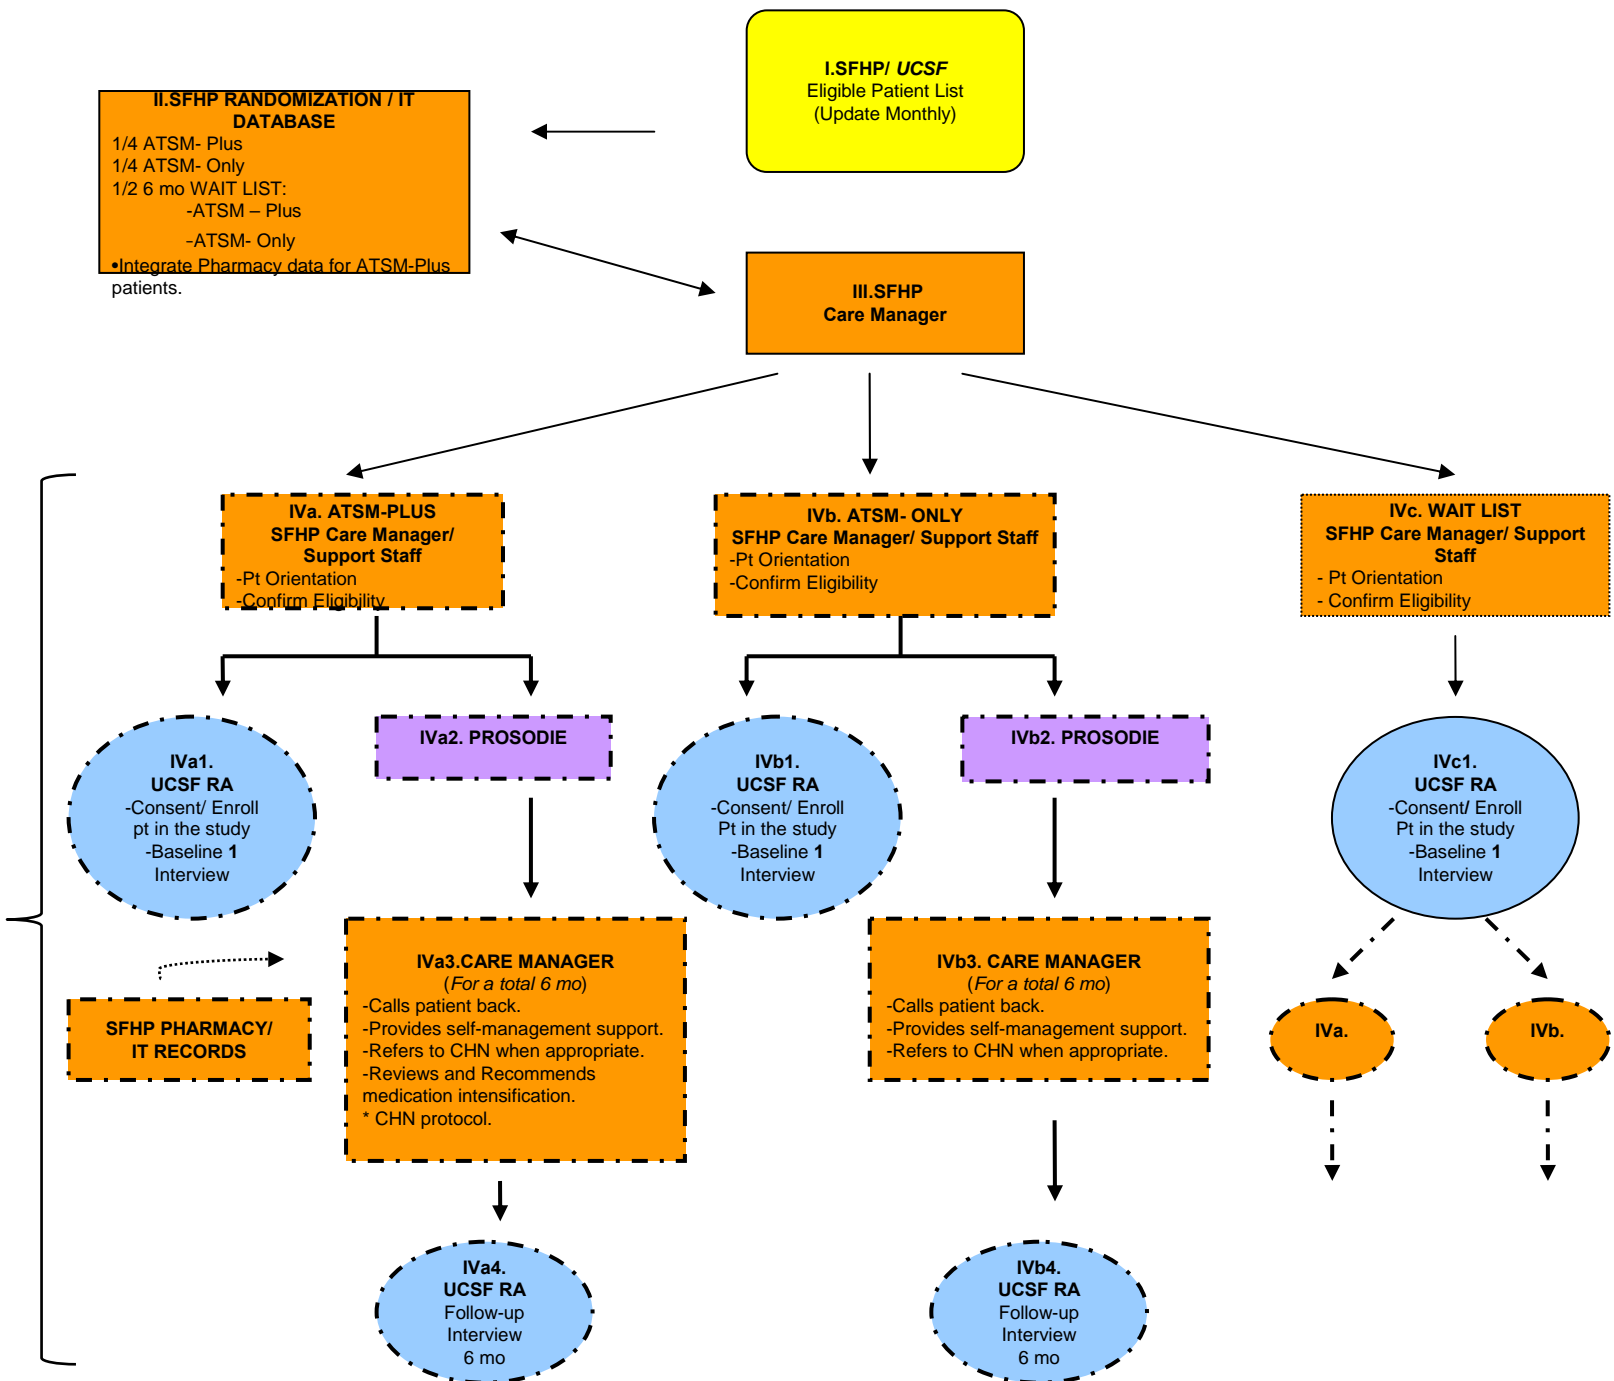 I.SFHP/ UCSF
Eligible Patient List
(Update Monthly)
II.SFHP RANDOMIZATION / IT
DATABASE
1/4 ATSM- Plus
1/4 ATSM- Only
1/2 6 mo WAIT LIST:
-ATSM – Plus
-ATSM- Only
•Integrate Pharmacy data for ATSM-Plus
patients.
III.SFHP
Care Manager
IVa. ATSM-PLUS
SFHP Care Manager/
Support Staff
-Pt Orientation
-Confirm Eligibility
IVb. ATSM- ONLY
SFHP Care Manager/ Support Staff
-Pt Orientation
-Confirm Eligibility
IVc. WAIT LIST
SFHP Care Manager/ Support
Staff
- Pt Orientation
- Confirm Eligibility
IVa1.
UCSF RA
-Consent/ Enroll
pt in the study
-Baseline 1
Interview
IVa2. PROSODIE
IVb1.
UCSF RA
-Consent/ Enroll
Pt in the study
-Baseline 1
Interview
IVb2. PROSODIE
IVc1.
UCSF RA
-Consent/ Enroll
Pt in the study
-Baseline 1
Interview
SFHP PHARMACY/
IT RECORDS
IVa3.CARE MANAGER
(For a total 6 mo)
-Calls patient back.
-Provides self-management support.
-Refers to CHN when appropriate.
-Reviews and Recommends
medication intensification.
* CHN protocol.
IVb3. CARE MANAGER
(For a total 6 mo)
-Calls patient back.
-Provides self-management support.
-Refers to CHN when appropriate.
IVa.
IVb.
IVa4.
UCSF RA
Follow-up
Interview
6 mo
IVb4.
UCSF RA
Follow-up
Interview
6 mo